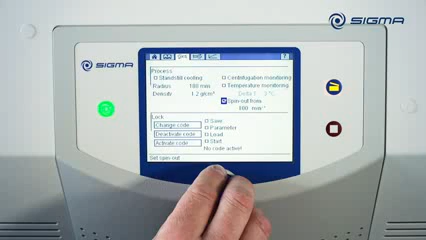 SIGMA
SIGMA
Process
Standstill cooling
Centrifugation monitoring
Radius 180 mm
Temperature monitoring
Density 1.2 g/cm³
Delta T 3 °C
Spin-out from
100 min⁻¹
Lock
Change code
Save
Deactivate code
Parameter
Load
Activate code
Start
No code active!
Set spin-out